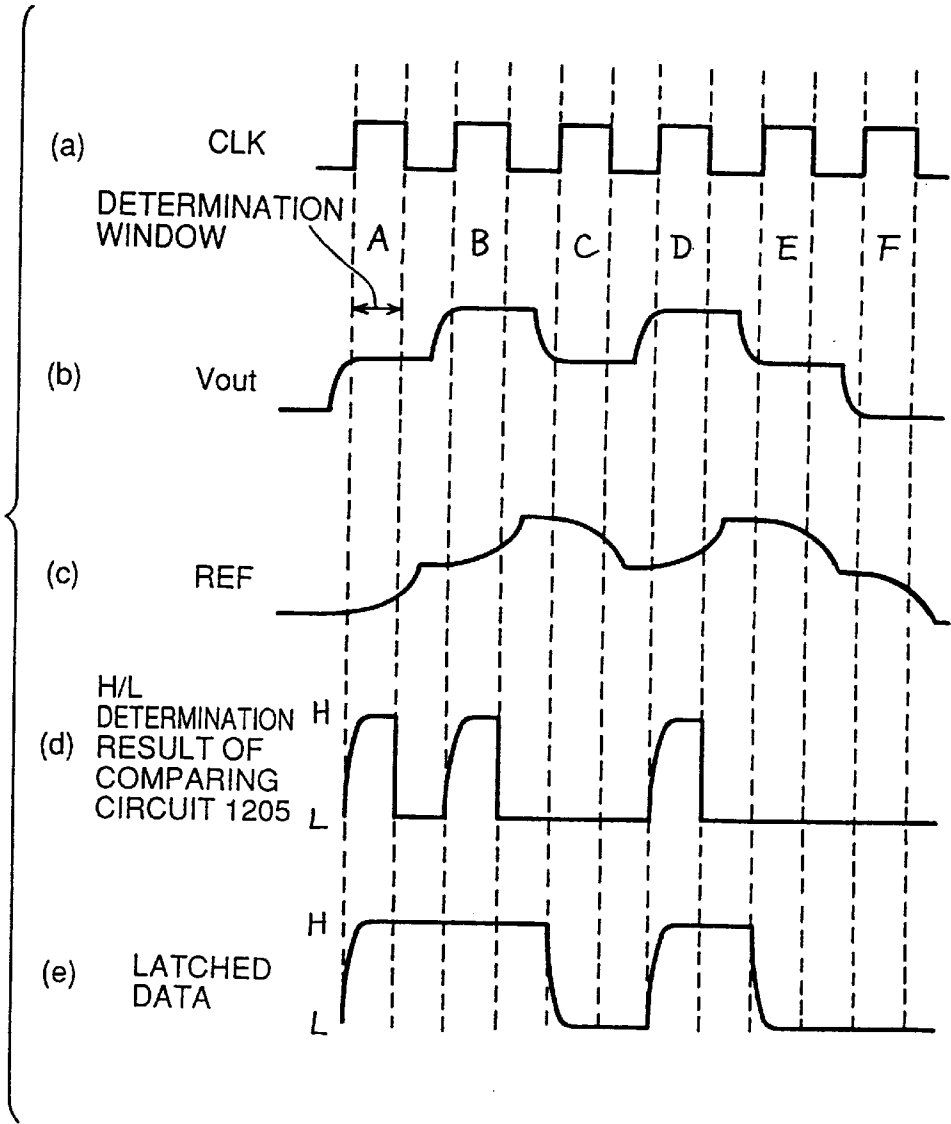 (a) CLK
DETERMINATION
WINDOW
A B C D E F
(b) Vout
(c) REF
H/L
DETERMINATION
(d) RESULT OF
COMPARING
CIRCUIT 1205
H
L
(e) LATCHED
DATA
H
L